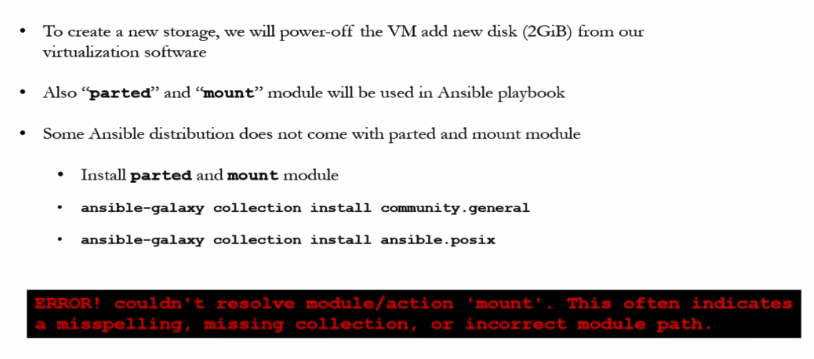 • To create a new storage, we will power-off the VM add new disk (2GiB) from our
virtualization software
• Also “parted” and “mount” module will be used in Ansible playbook
• Some Ansible distribution does not come with parted and mount module
• Install parted and mount module
• ansible-galaxy collection install community.general
• ansible-galaxy collection install ansible.posix
ERROR! couldn't resolve module/action 'mount'. This often indicates
a misspelling, missing collection, or incorrect module path.